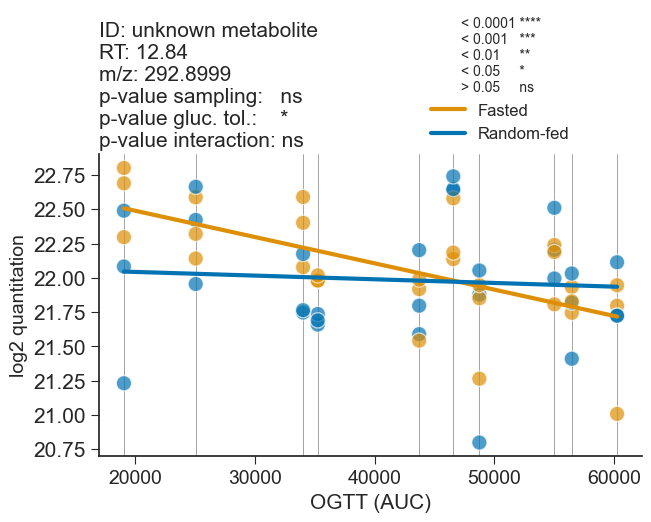 ID: unknown metabolite
RT: 12.84
m/z: 292.8999
p-value sampling: ns
p-value gluc. tol.: *
p-value interaction: ns
< 0.0001 ****
< 0.001 ***
< 0.01 **
< 0.05 *
> 0.05 ns
Fasted
Random-fed
22.75
22.50
22.25
22.00
21.75
21.50
21.25
21.00
20.75
log2 quantitation
20000 30000 40000 50000 60000
OGTT (AUC)